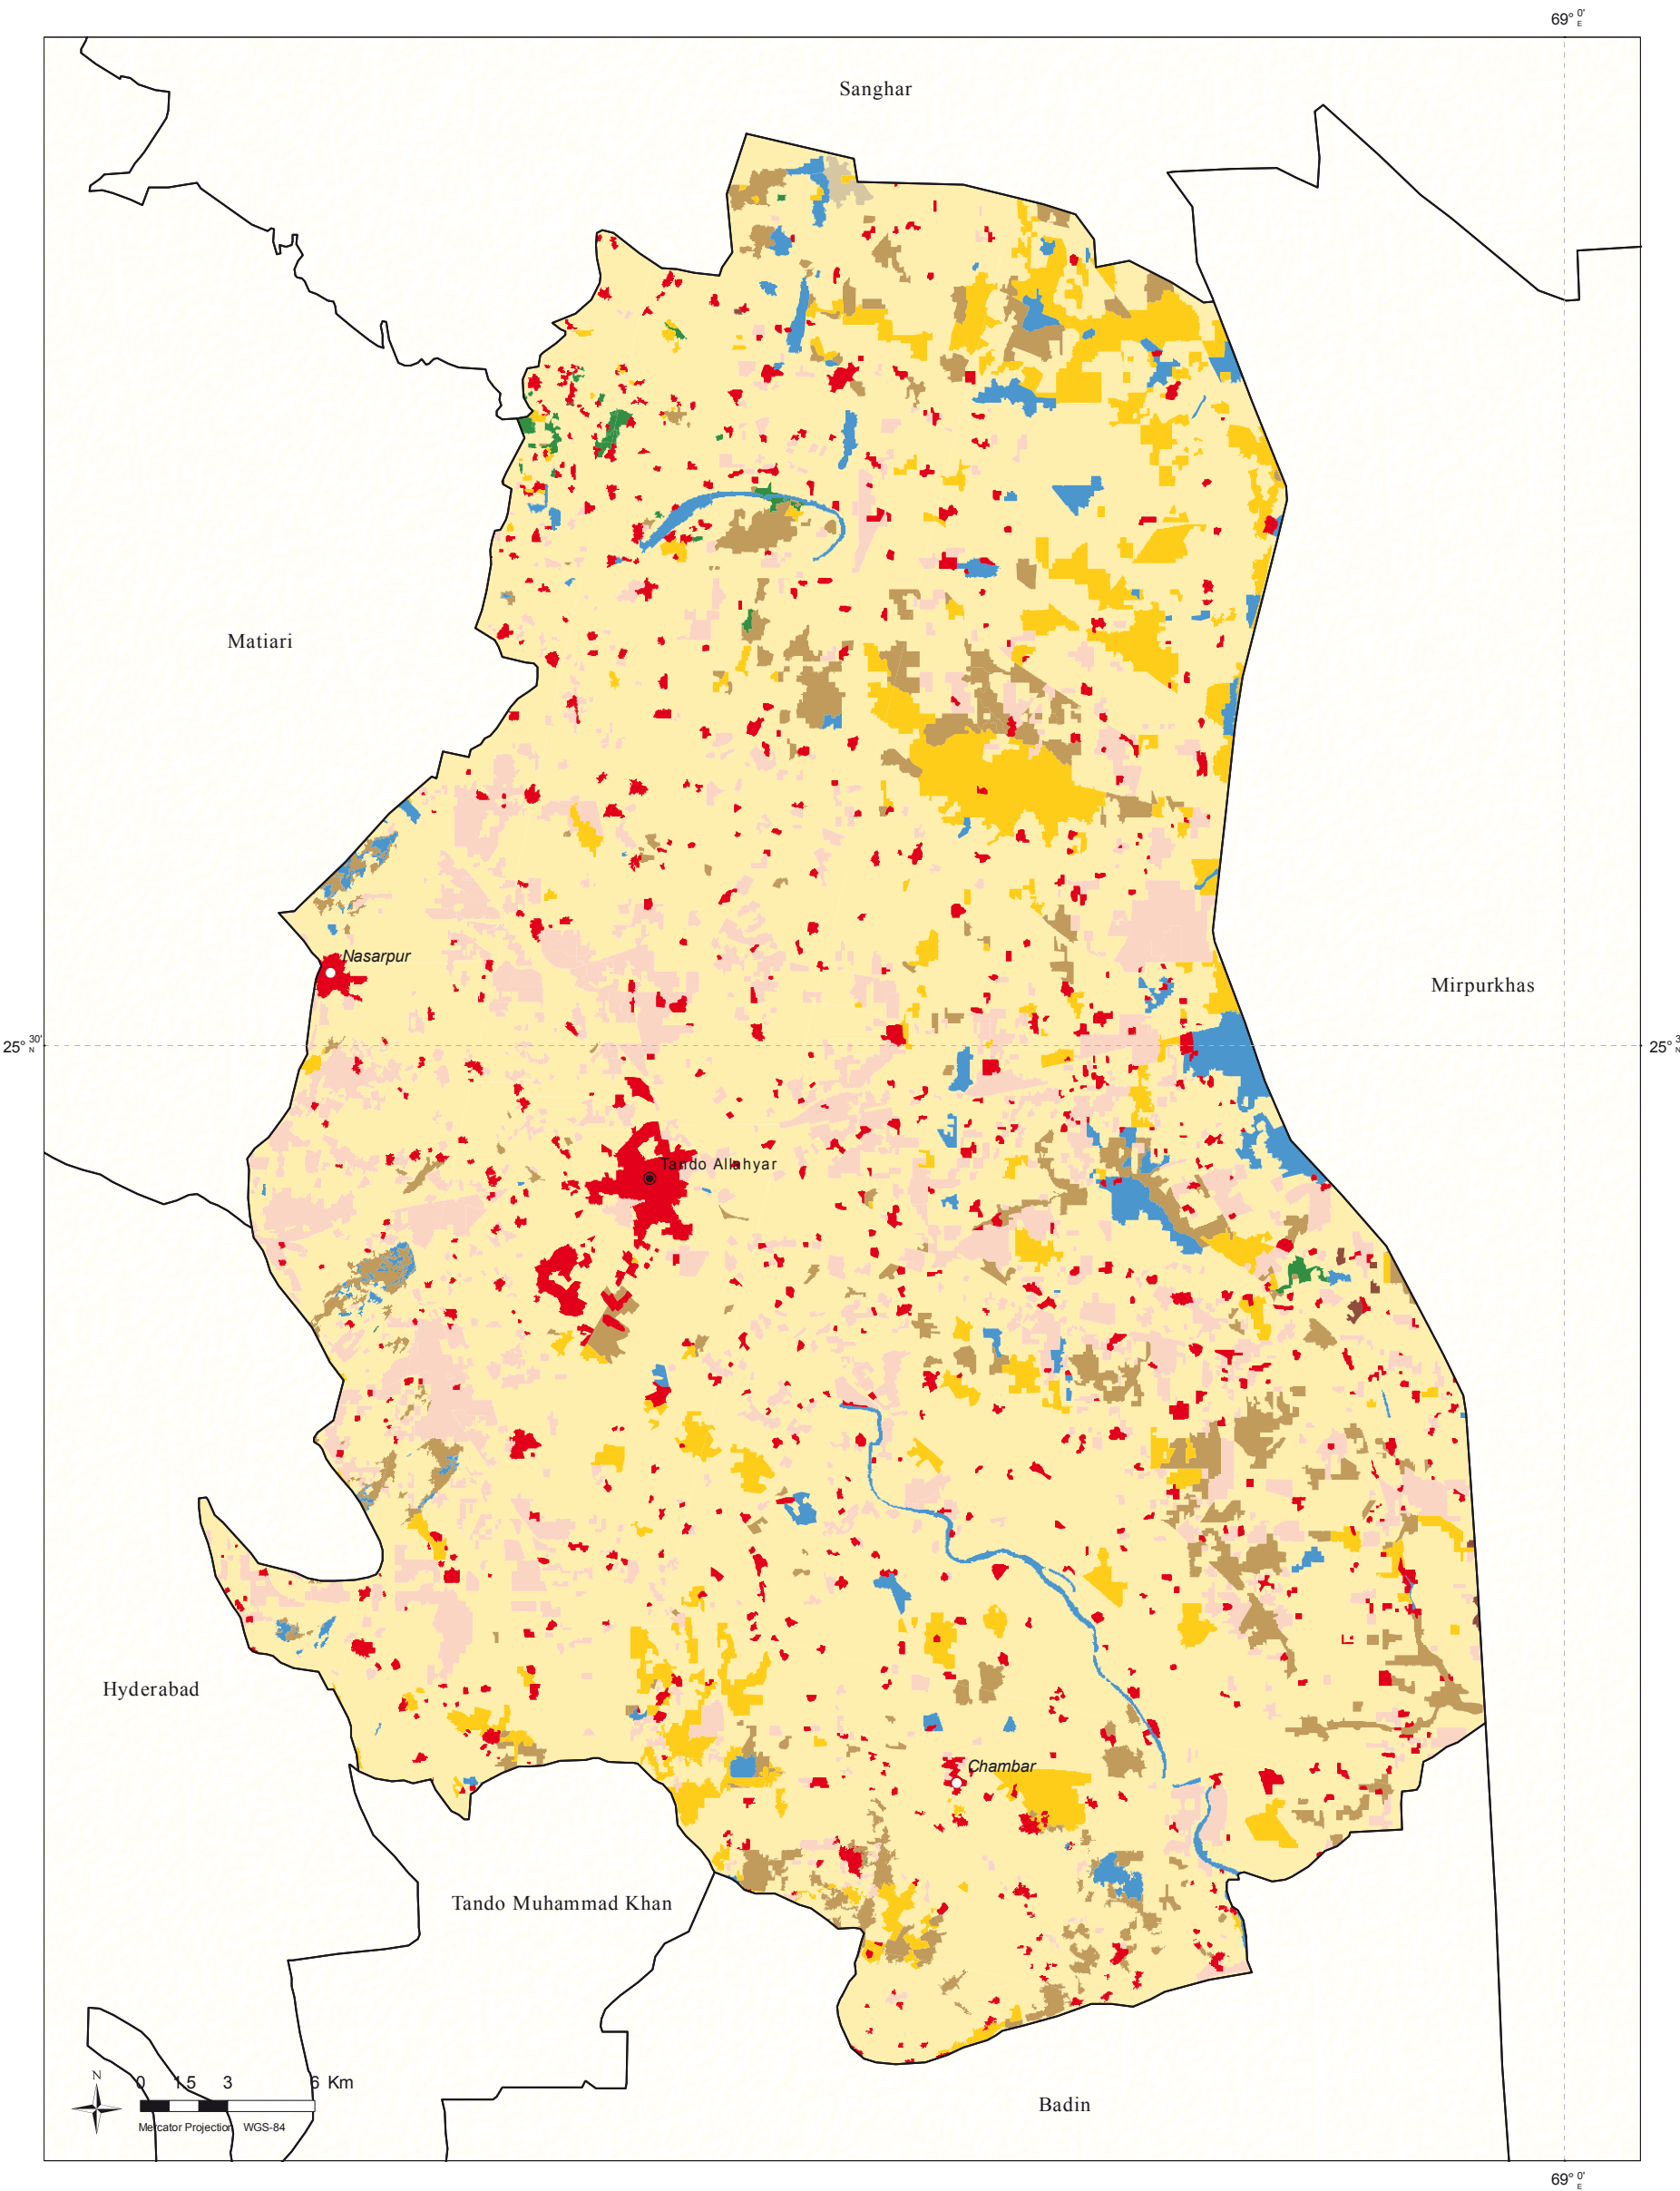 69° 0' E
Sanghar
Matiari
Nasarpur
Mirpurkhas
25° 30' N
25° 3
Tando Allahyar
Hyderabad
Chambar
Tando Muhammad Khan
N
0 1.5 3 6 Km
Mercator Projection WGS-84
Badin
69° 0' E